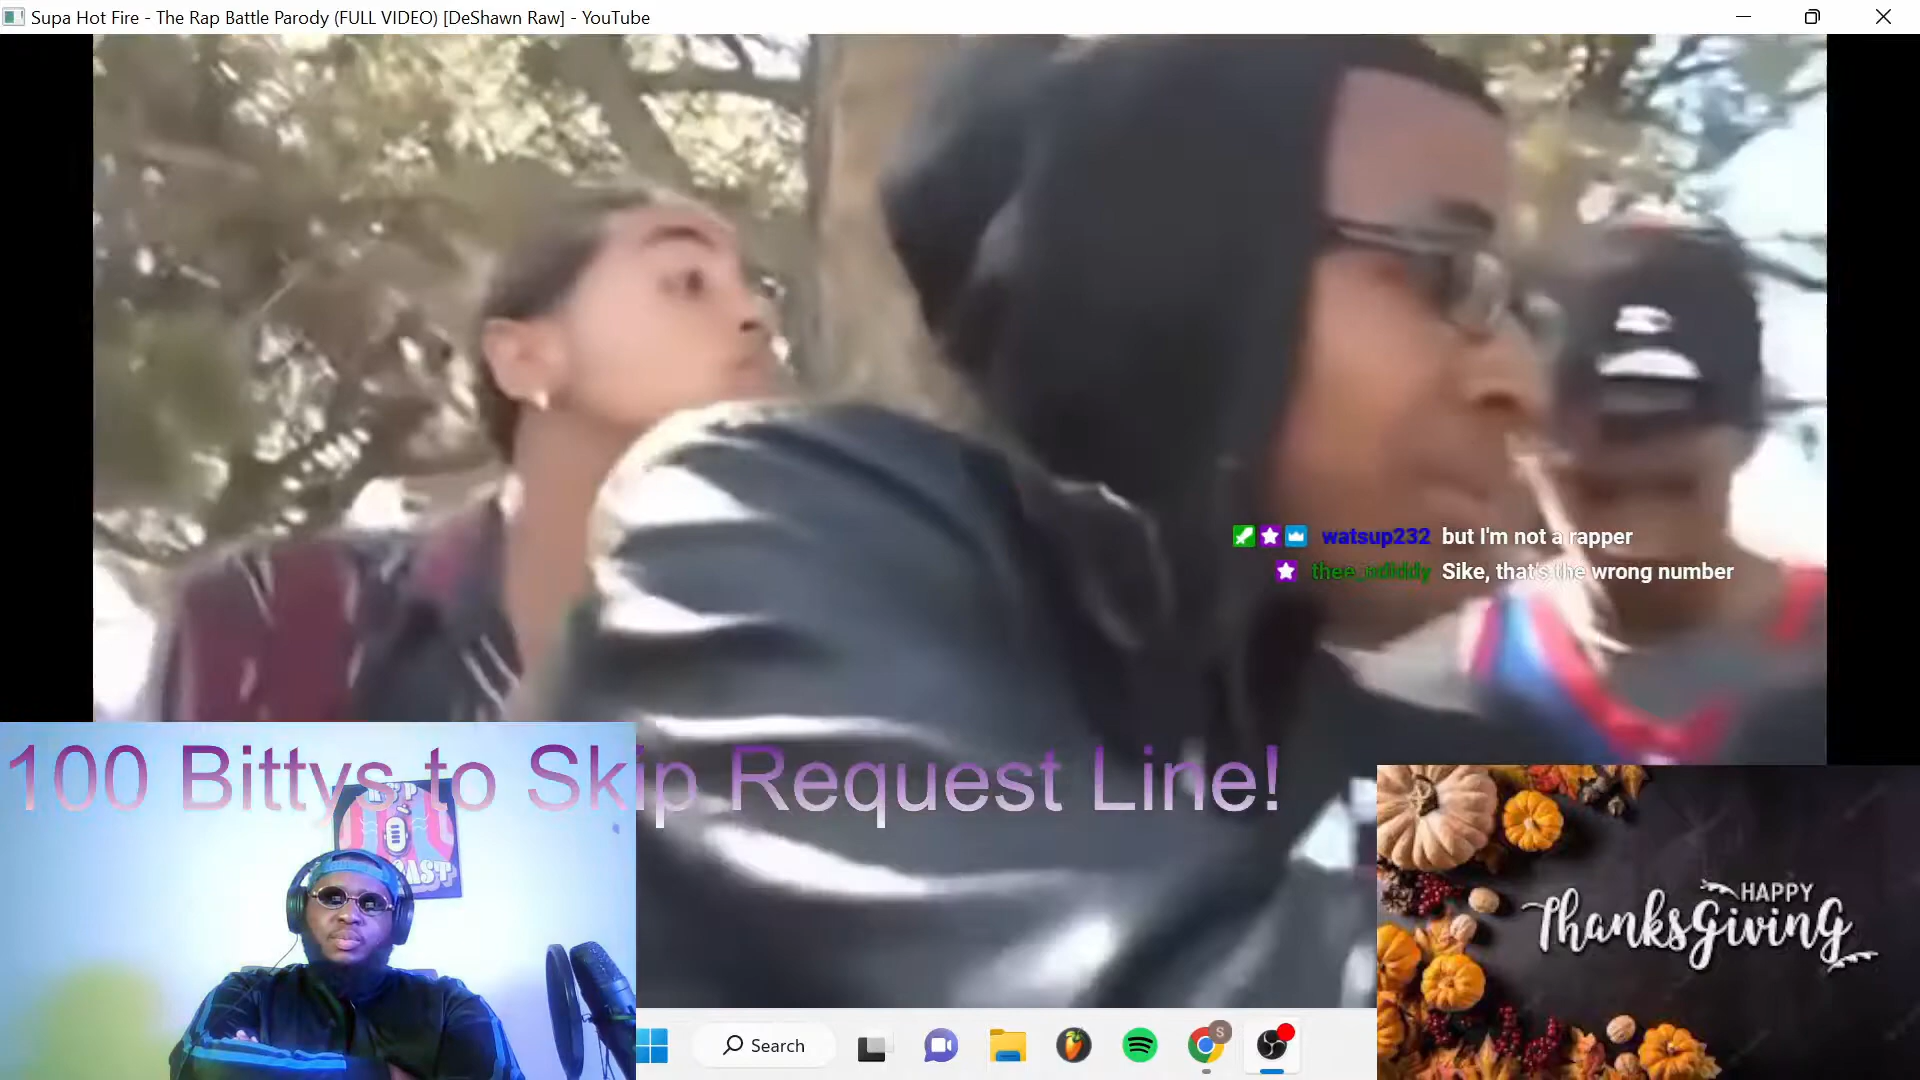 Supa Hot Fire - The Rap Battle Parody (FULL VIDEO) [DeShawn Raw] - YouTube
watsup232 but I'm not a rapper
Sike, that's the wrong number
100 Bittys to Skip Request Line!
HAPPY
Thanksgiving
Search
S